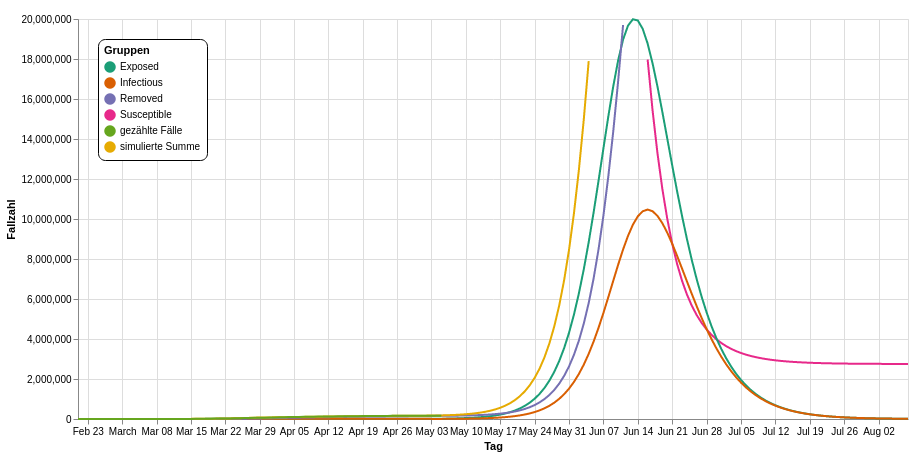 20,000,000
18,000,000
16,000,000
14,000,000
12,000,000
10,000,000
8,000,000
6,000,000
4,000,000
2,000,000
0
Fallzahl
Gruppen
Exposed
Infectious
Removed
Susceptible
gezählte Fälle
simulierte Summe
Feb 23 March Mar 08 Mar 15 Mar 22 Mar 29 Apr 05 Apr 12 Apr 19 Apr 26 May 03 May 10 May 17 May 24 May 31 Jun 07 Jun 14 Jun 21 Jun 28 Jul 05 Jul 12 Jul 19 Jul 26 Aug 02
Tag